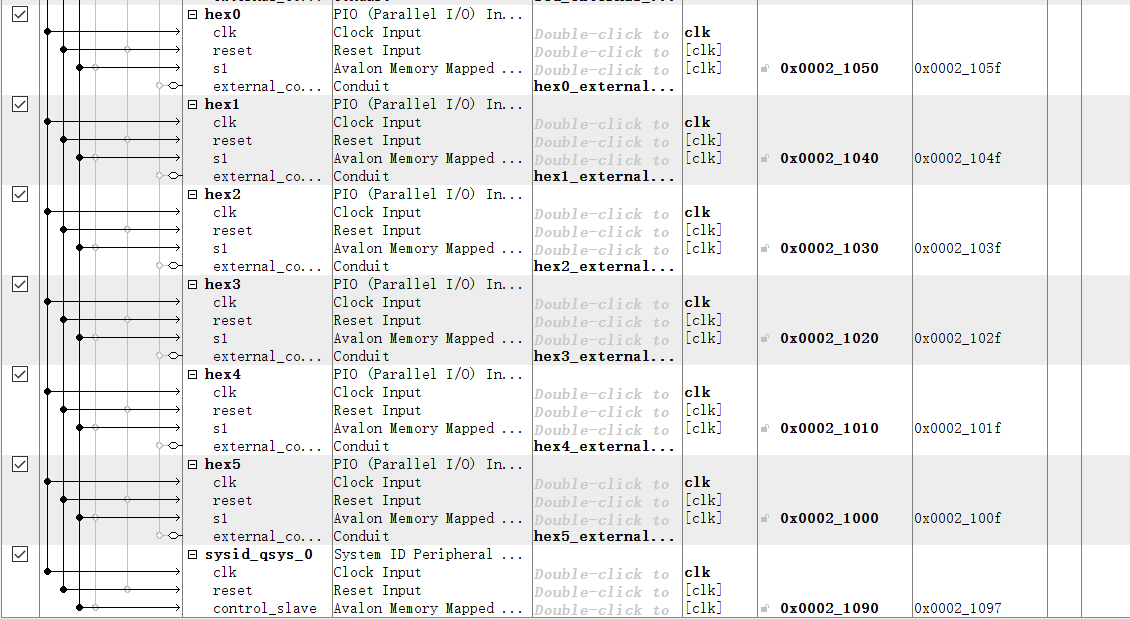 hex0 PIO (Parallel I/O) In...
clk Clock Input Double-click to clk
reset Reset Input Double-click to [clk]
s1 Avalon Memory Mapped ... Double-click to [clk] 0x0002_1050 0x0002_105f
external_co... Conduit hex0_external...
hex1 PIO (Parallel I/O) In...
clk Clock Input Double-click to clk
reset Reset Input Double-click to [clk]
s1 Avalon Memory Mapped ... Double-click to [clk] 0x0002_1040 0x0002_104f
external_co... Conduit hex1_external...
hex2 PIO (Parallel I/O) In...
clk Clock Input Double-click to clk
reset Reset Input Double-click to [clk]
s1 Avalon Memory Mapped ... Double-click to [clk] 0x0002_1030 0x0002_103f
external_co... Conduit hex2_external...
hex3 PIO (Parallel I/O) In...
clk Clock Input Double-click to clk
reset Reset Input Double-click to [clk]
s1 Avalon Memory Mapped ... Double-click to [clk] 0x0002_1020 0x0002_102f
external_co... Conduit hex3_external...
hex4 PIO (Parallel I/O) In...
clk Clock Input Double-click to clk
reset Reset Input Double-click to [clk]
s1 Avalon Memory Mapped ... Double-click to [clk] 0x0002_1010 0x0002_101f
external_co... Conduit hex4_external...
hex5 PIO (Parallel I/O) In...
clk Clock Input Double-click to clk
reset Reset Input Double-click to [clk]
s1 Avalon Memory Mapped ... Double-click to [clk] 0x0002_1000 0x0002_100f
external_co... Conduit hex5_external...
sysid_qsys_0 System ID Peripheral ...
clk Clock Input Double-click to clk
reset Reset Input Double-click to [clk]
control_slave Avalon Memory Mapped ... Double-click to [clk] 0x0002_1090 0x0002_1097